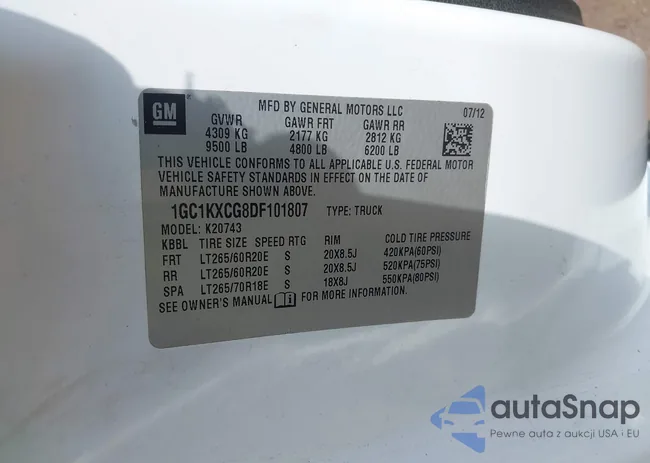 GM
MFD BY GENERAL MOTORS LLC 07/12
GVWR GAWR FRT GAWR RR
4309 KG 2177 KG 2812 KG
9500 LB 4800 LB 6200 LB
THIS VEHICLE CONFORMS TO ALL APPLICABLE U.S. FEDERAL MOTOR
VEHICLE SAFETY STANDARDS IN EFFECT ON THE DATE OF
MANUFACTURE SHOWN ABOVE.
1GC1KXCG8DF101807 TYPE: TRUCK
MODEL: K20743
KBBL TIRE SIZE SPEED RTG RIM COLD TIRE PRESSURE
FRT LT265/60R20E S 20X8.5J 420KPA(60PSI)
RR LT265/60R20E S 20X8.5J 520KPA(75PSI)
SPA LT265/70R18E S 18X8J 550KPA(80PSI)
SEE OWNER'S MANUAL FOR MORE INFORMATION.
autaSnap
Pewne auta z aukcji USA i EU